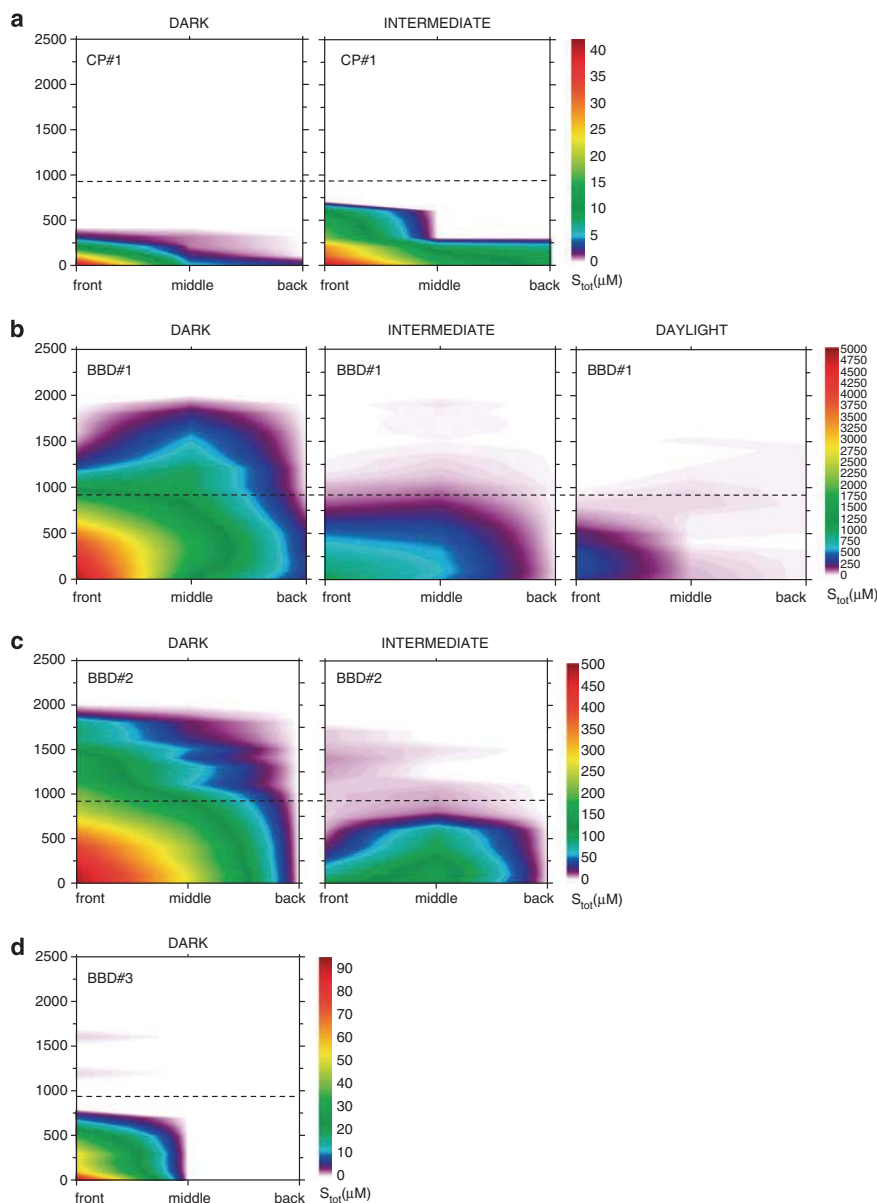 a
DARK
INTERMEDIATE
2500
2000
1500
1000
500
0
CP#1
CP#1
front
middle
back
front
middle
back
40
35
30
25
20
15
10
5
0
Stot(μM)
b
DARK
INTERMEDIATE
DAYLIGHT
2500
2000
1500
1000
500
0
BBD#1
BBD#1
BBD#1
front
middle
back
front
middle
back
front
middle
back
5000
4750
4500
4250
4000
3750
3500
3250
3000
2750
2500
2250
2000
1750
1500
1250
1000
750
500
250
0
Stot(μM)
c
DARK
INTERMEDIATE
2500
2000
1500
1000
500
0
BBD#2
BBD#2
front
middle
back
front
middle
back
500
450
400
350
300
250
200
150
100
50
0
Stot(μM)
d
DARK
2500
2000
1500
1000
500
0
BBD#3
front
middle
back
90
80
70
60
50
40
30
20
10
0
Stot(μM)